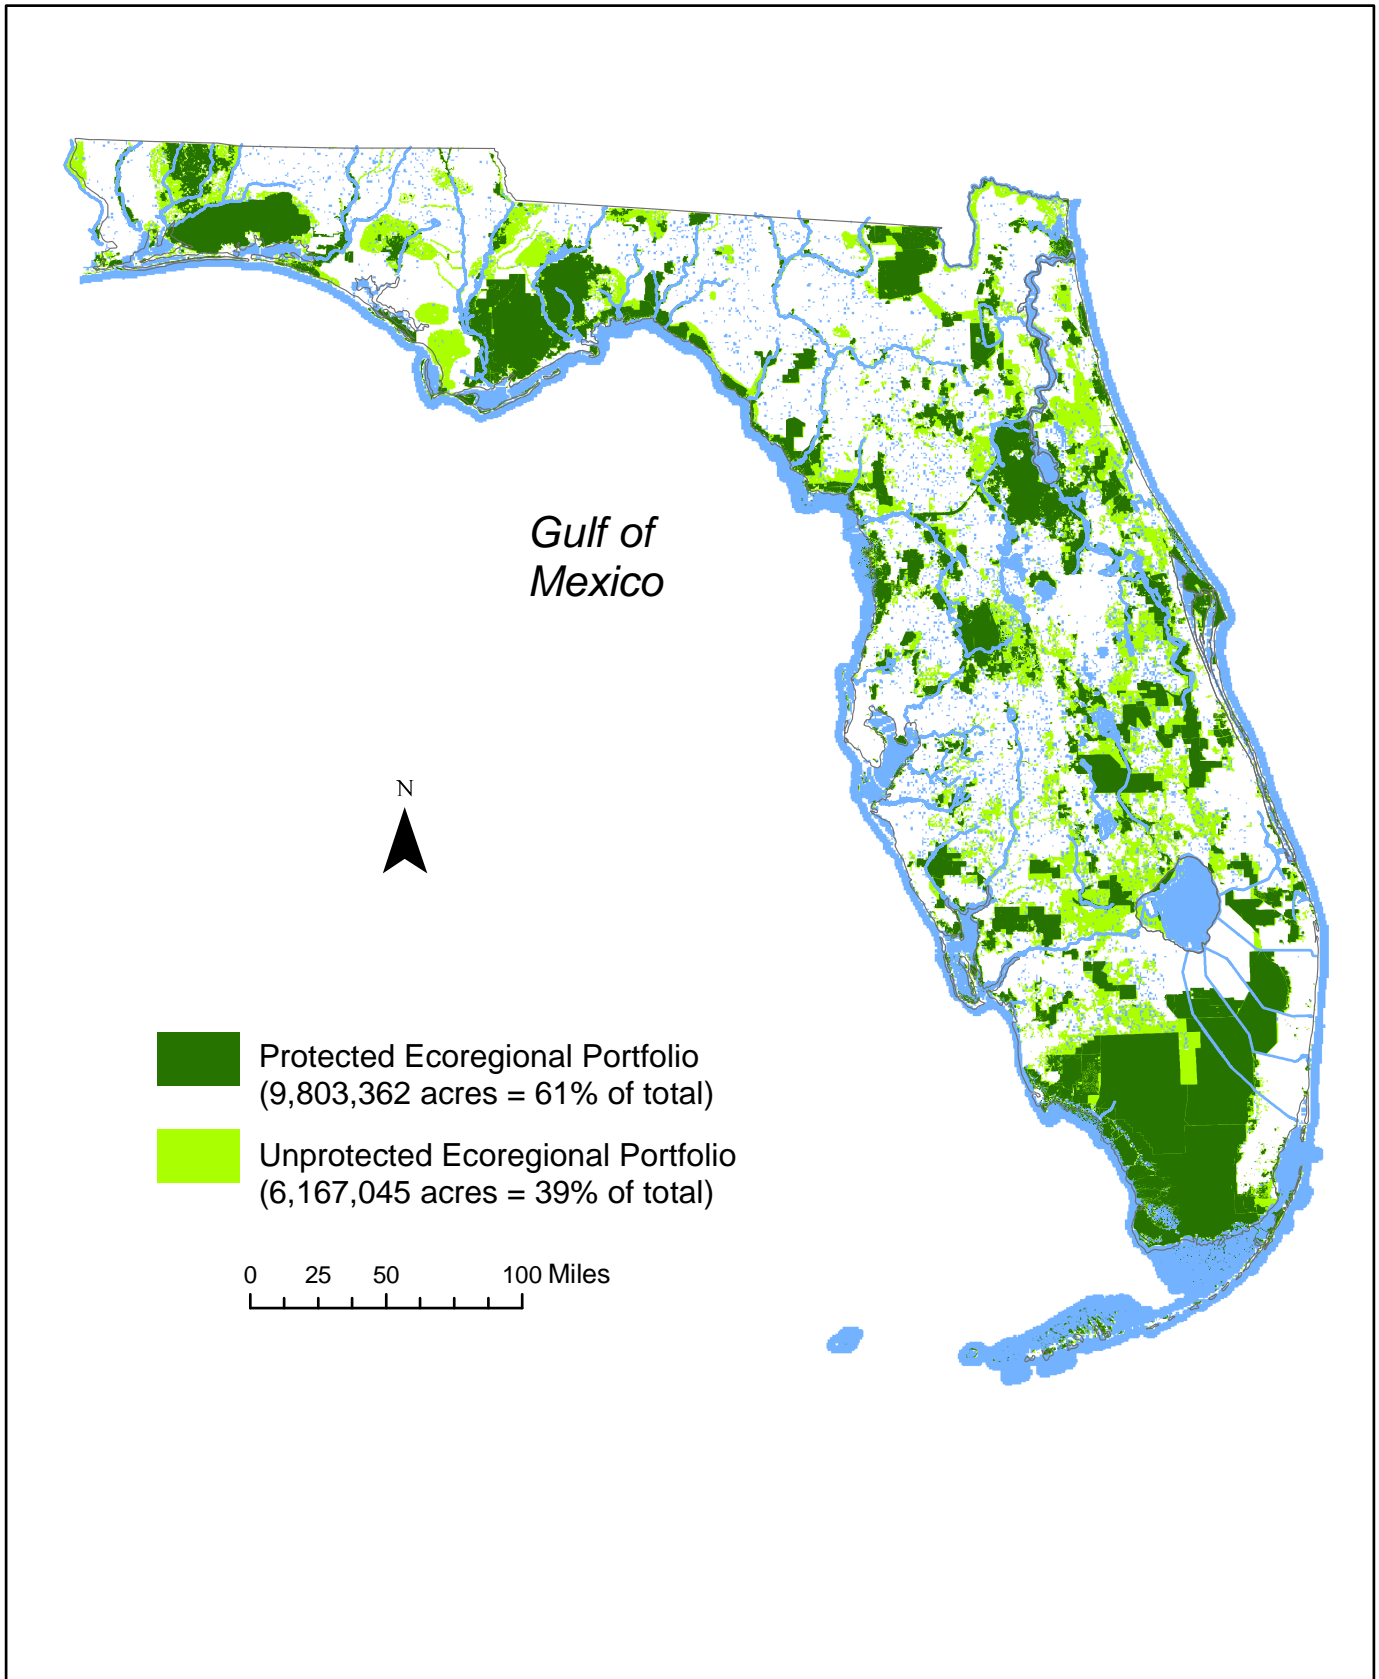 Gulf of
Mexico
N
Protected Ecoregional Portfolio
(9,803,362 acres = 61% of total)
Unprotected Ecoregional Portfolio
(6,167,045 acres = 39% of total)
0 25 50 100 Miles